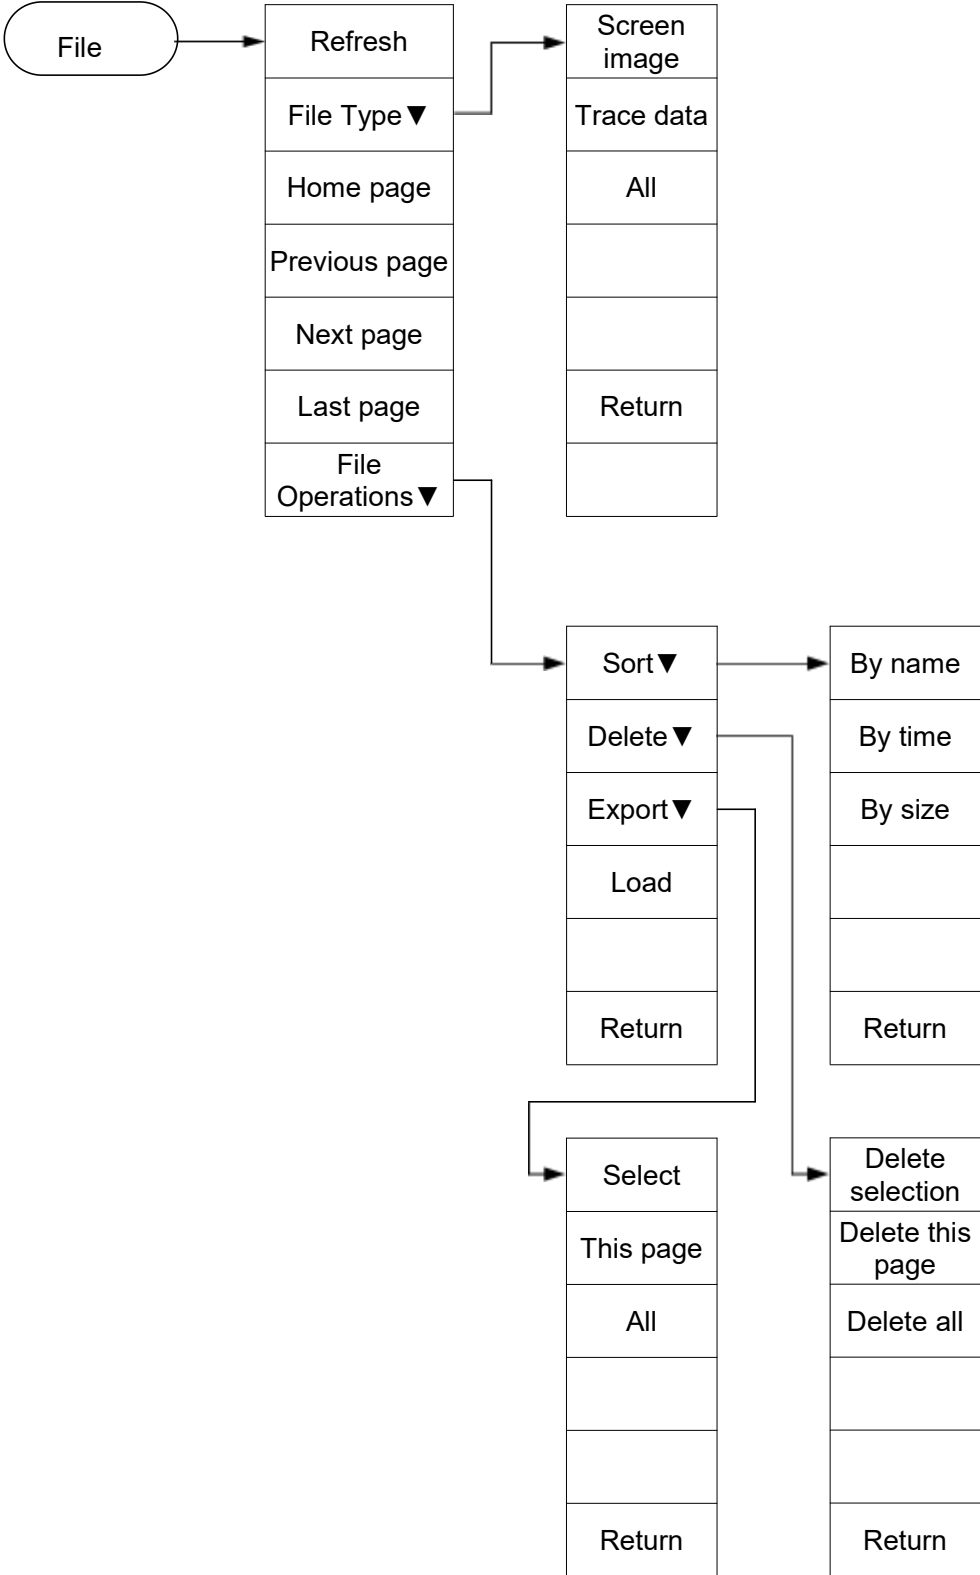 File
Refresh
File Type▼
Home page
Previous page
Next page
Last page
File
Operations▼
Screen
image
Trace data
All
Return
Sort▼
Delete▼
Export▼
Load
Return
By name
By time
By size
Return
Select
This page
All
Return
Delete
selection
Delete this
page
Delete all
Return